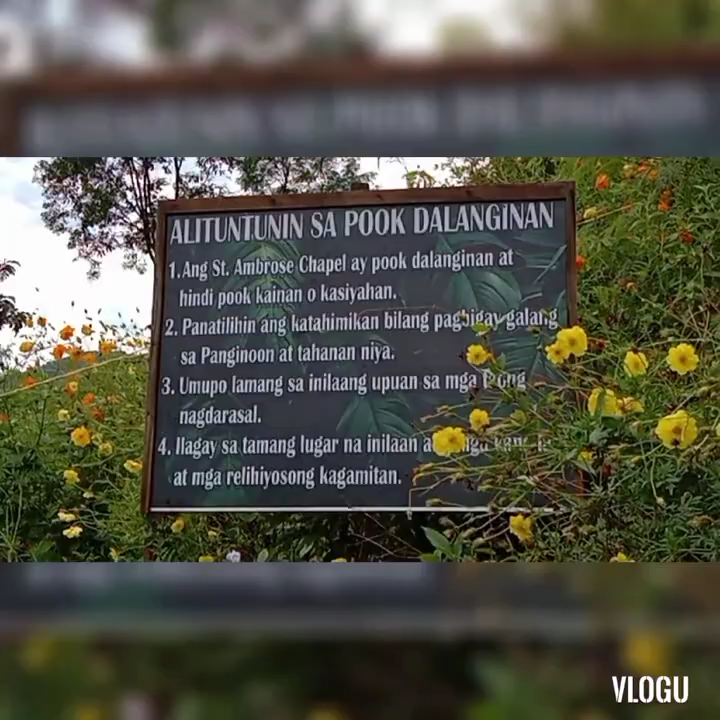 ALITUNTUNIN SA POOK DALANGINAN
1. Ang St. Ambrose Chapel ay pook dalanginan at
hindi pook kainan o kasiyahan.
2. Panatilihin ang katahimikan bilang pagbigay galang
sa Panginoon at tahanan niya.
3. Umupo lamang sa inilaang upuan sa mga
nagdarasal.
4. Ilagay sa tamang lugar na inilaan
at mga relihiyosong kagamitan.
VLOGU